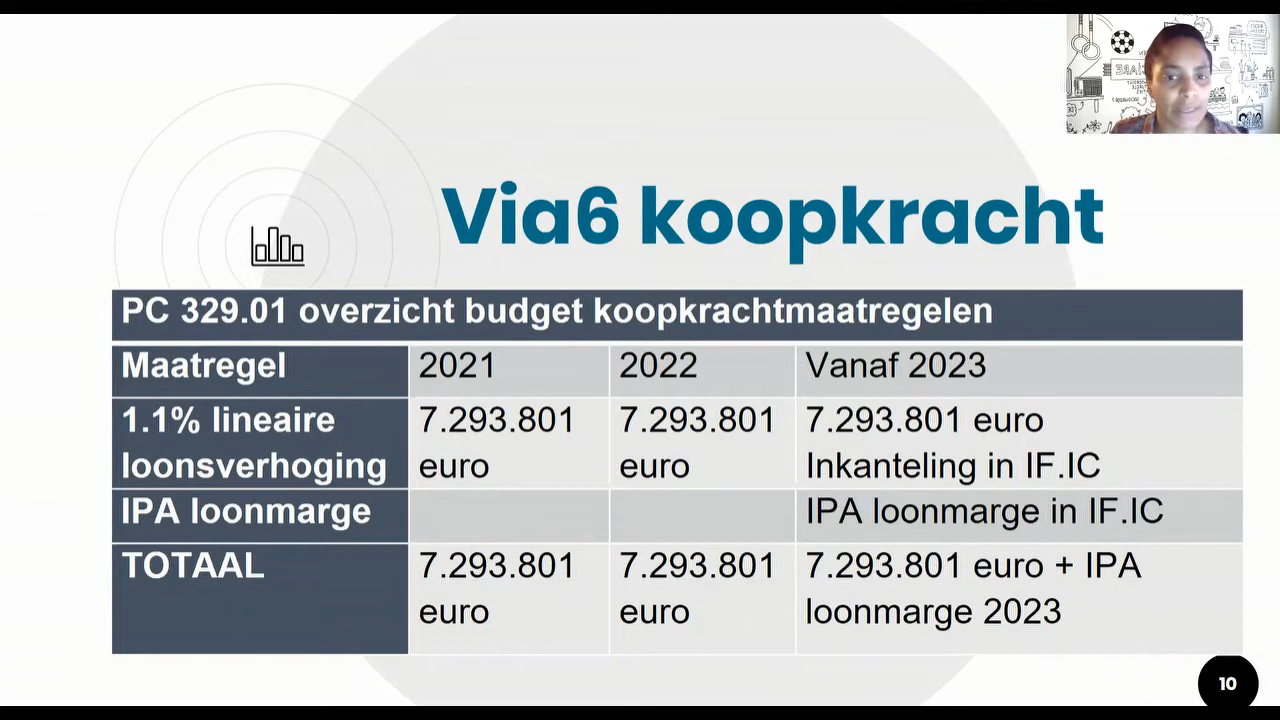 Via6 koopkracht
PC 329.01 overzicht budget koopkrachtmaatregelen
Maatregel 2021 2022 Vanaf 2023
1.1% lineaire 7.293.801 7.293.801 7.293.801 euro
loonsverhoging euro euro Inkanteling in IF.IC
IPA loonmarge IPA loonmarge in IF.IC
TOTAAL 7.293.801 7.293.801 7.293.801 euro + IPA
euro euro loonmarge 2023
10